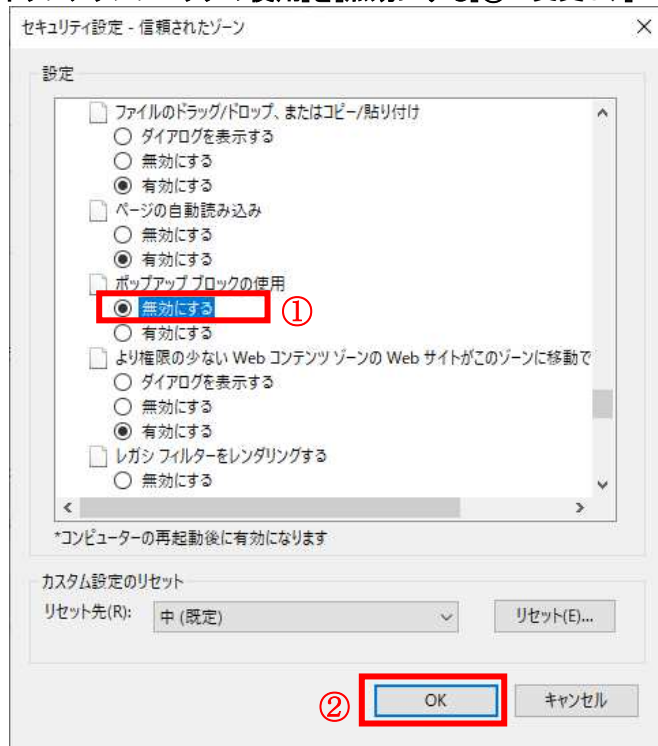 セキュリティ設定 - 信頼されたゾーン
設定
ファイルのドラッグ/ドロップ、またはコピー/貼り付け
ダイアログを表示する
無効にする
有効にする
ページの自動読み込み
無効にする
有効にする
ポップアップ ブロックの使用
無効にする ①
有効にする
より権限の少ない Web コンテンツ ゾーンの Web サイトがこのゾーンに移動で
ダイアログを表示する
無効にする
有効にする
レガシ フィルターをレンダリングする
無効にする
*コンピューターの再起動後に有効になります
カスタム設定のリセット
リセット先(R): 中 (既定) リセット(E)...
② OK キャンセル